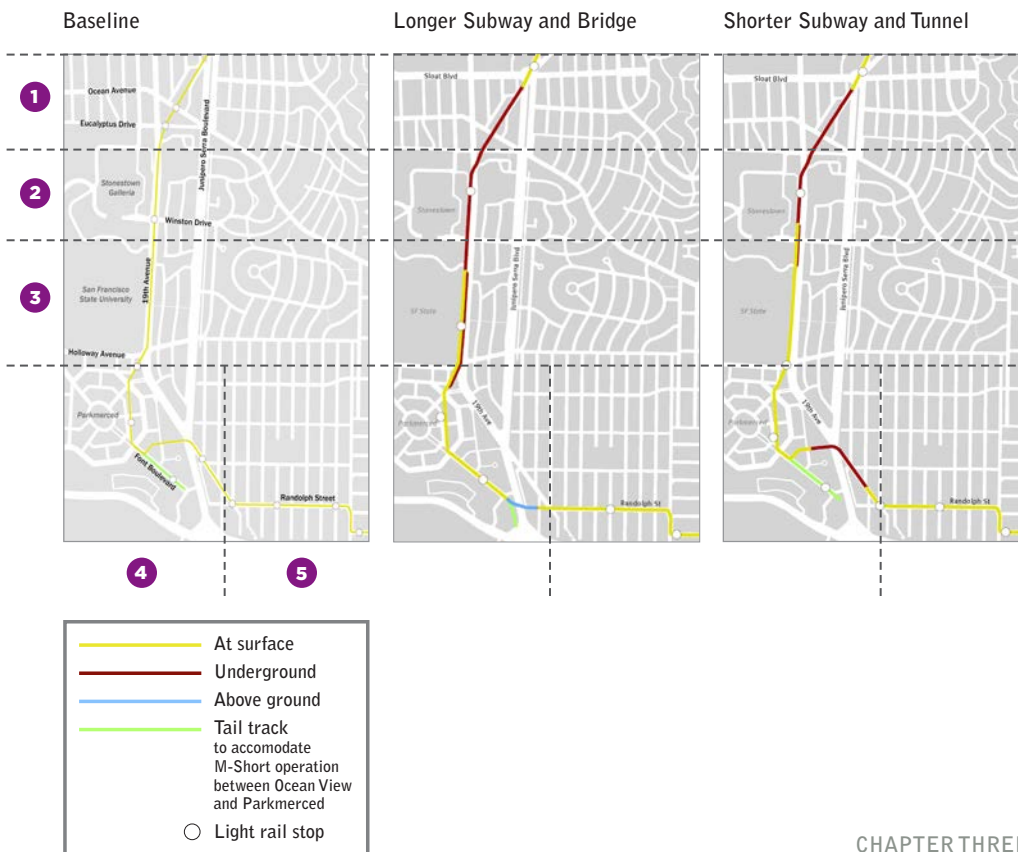 Baseline
Longer Subway and Bridge
Shorter Subway and Tunnel
1
2
3
4
5
Ocean Avenue
Eucalyptus Drive
Junipero Serra Boulevard
Stonestown
Galleria
Winston Drive
19th Avenue
San Francisco
State University
Holloway Avenue
Parkmerced
Font Boulevard
Randolph Street
Sloat Blvd
Stonestown
Junipero Serra Blvd
SF State
19th Ave
Parkmerced
Randolph St
Sloat Blvd
Stonestown
Junipero Serra Blvd
SF State
19th Ave
Parkmerced
Randolph St
At surface
Underground
Above ground
Tail track
to accomodate
M-Short operation
between Ocean View
and Parkmerced
Light rail stop
CHAPTER THREE